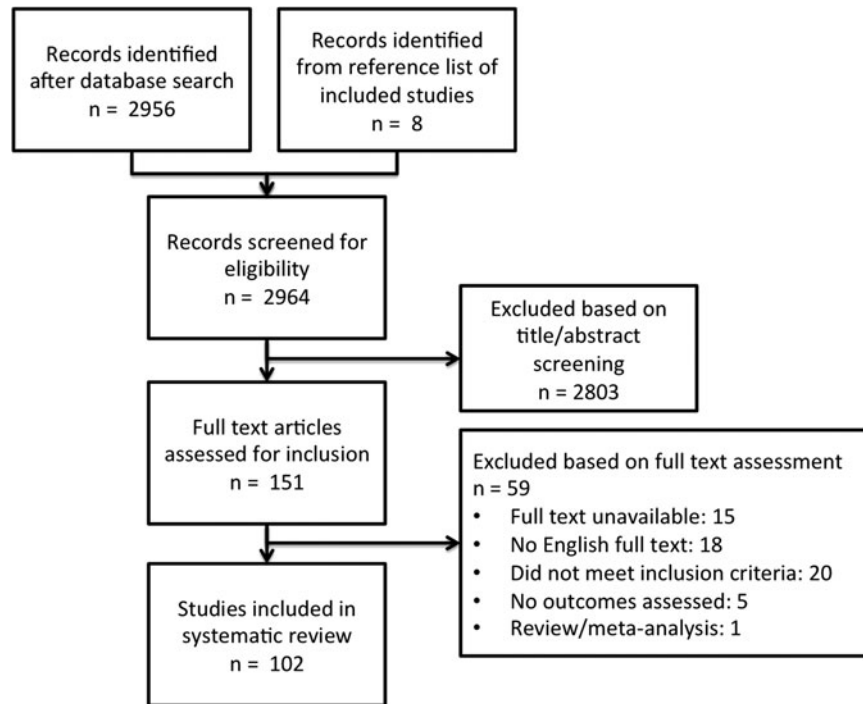 Records identified
after database search
n = 2956
Records identified
from reference list of
included studies
n = 8
Records screened for
eligibility
n = 2964
Excluded based on
title/abstract
screening
n = 2803
Full text articles
assessed for inclusion
n = 151
Excluded based on full text assessment
n = 59
• Full text unavailable: 15
• No English full text: 18
• Did not meet inclusion criteria: 20
• No outcomes assessed: 5
• Review/meta-analysis: 1
Studies included in
systematic review
n = 102